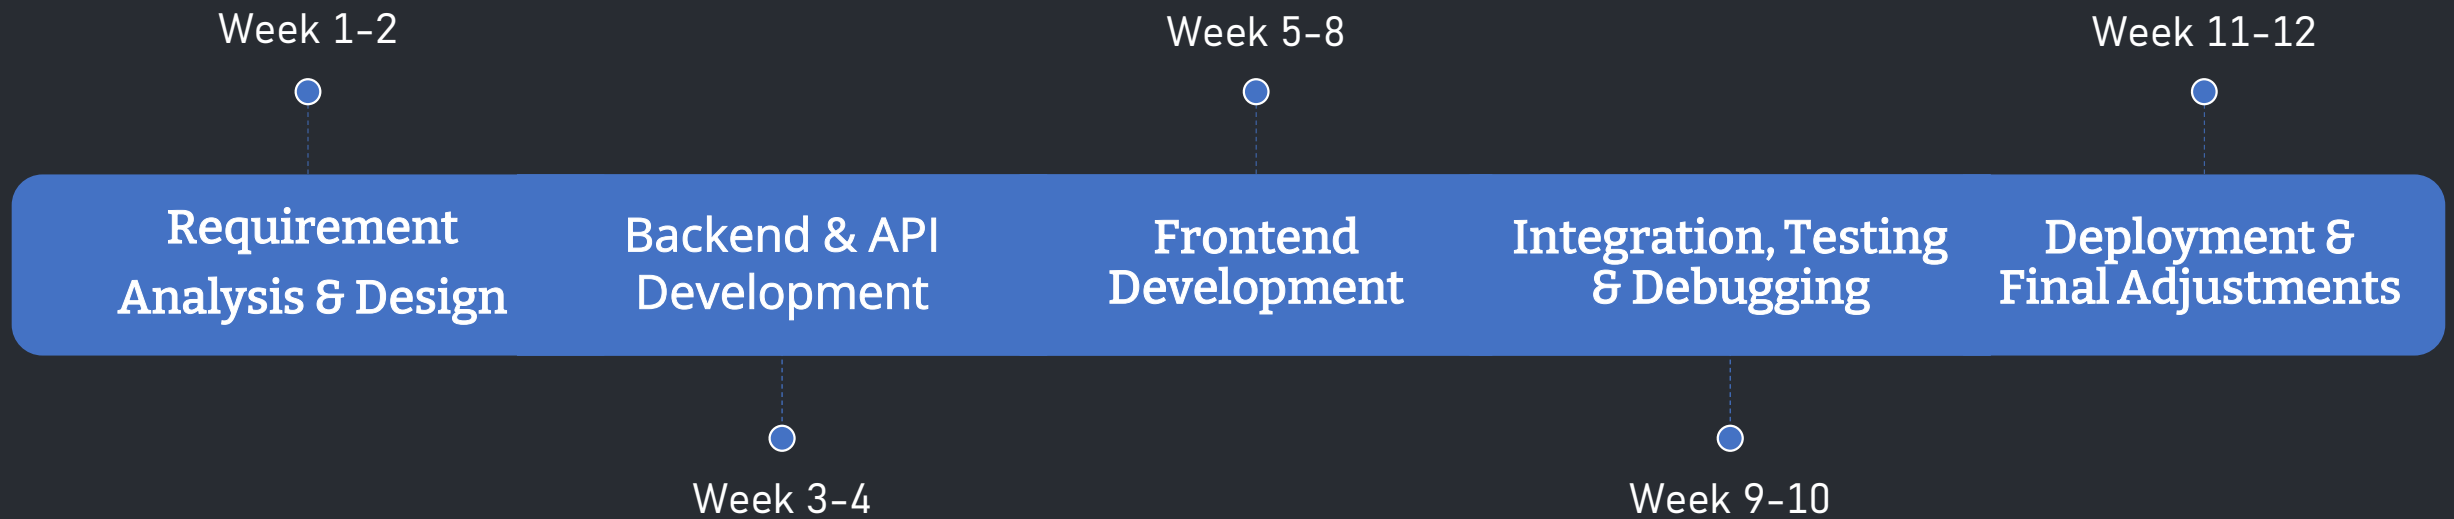 Week 1-2
Week 5-8
Week 11-12
Requirement
Analysis & Design
Backend & API
Development
Frontend
Development
Integration, Testing
& Debugging
Deployment &
Final Adjustments
Week 3-4
Week 9-10